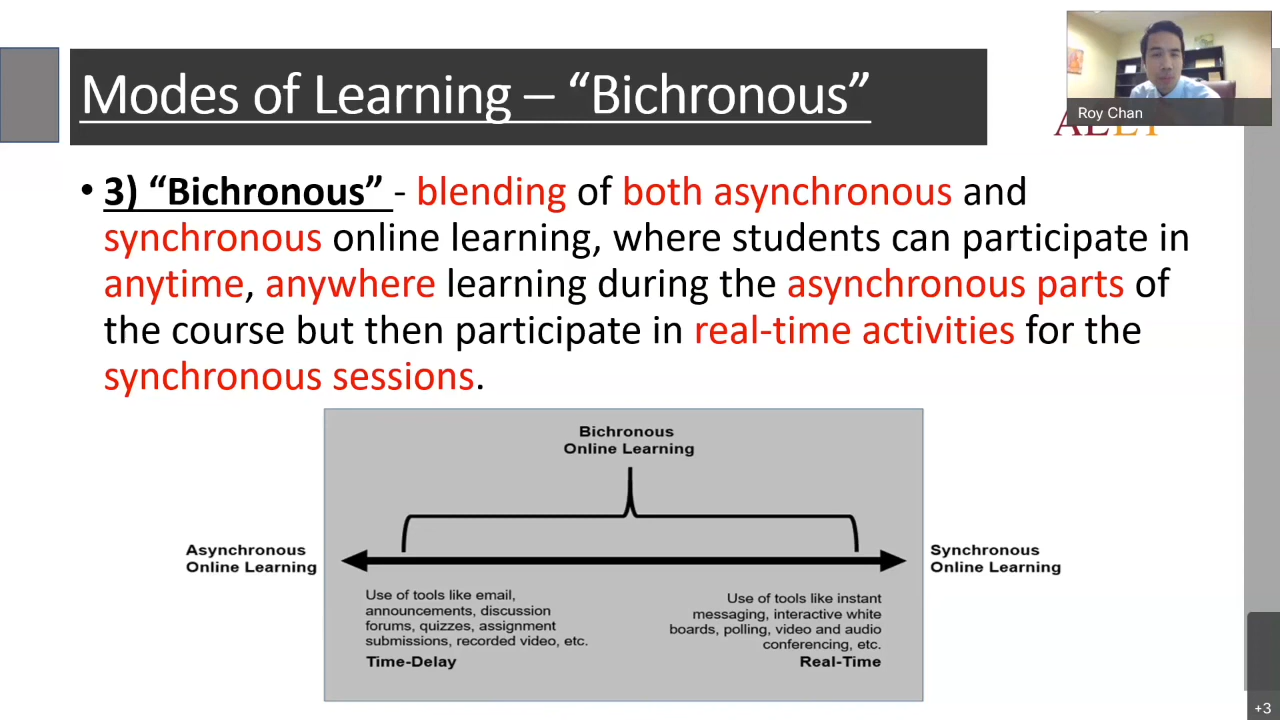 Modes of Learning – “Bichronous”
Roy Chan
• 3) “Bichronous” - blending of both asynchronous and
synchronous online learning, where students can participate in
anytime, anywhere learning during the asynchronous parts of
the course but then participate in real-time activities for the
synchronous sessions.
Bichronous
Online Learning
Asynchronous
Online Learning
Synchronous
Online Learning
Use of tools like email,
announcements, discussion
forums, quizzes, assignment
submissions, recorded video, etc.
Time-Delay
Use of tools like instant
messaging, interactive white
boards, polling, video and audio
conferencing, etc.
Real-Time
+3